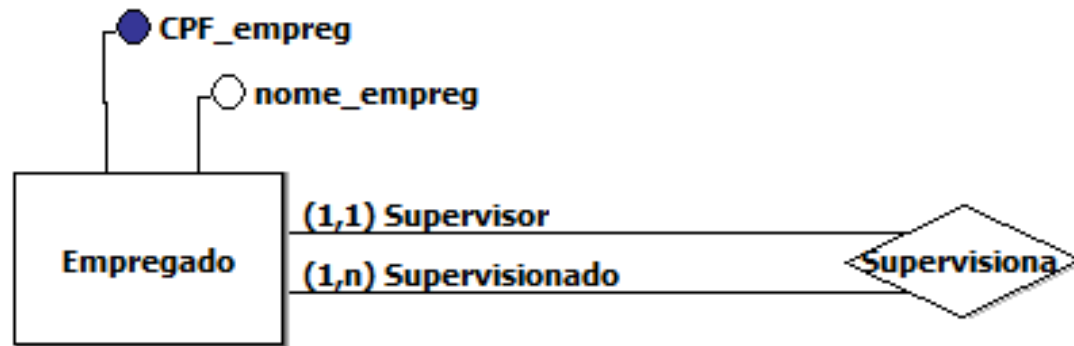 CPF_empreg
nome_empreg
(1,1) Supervisor
Empregado
Supervisiona
(1,n) Supervisionado